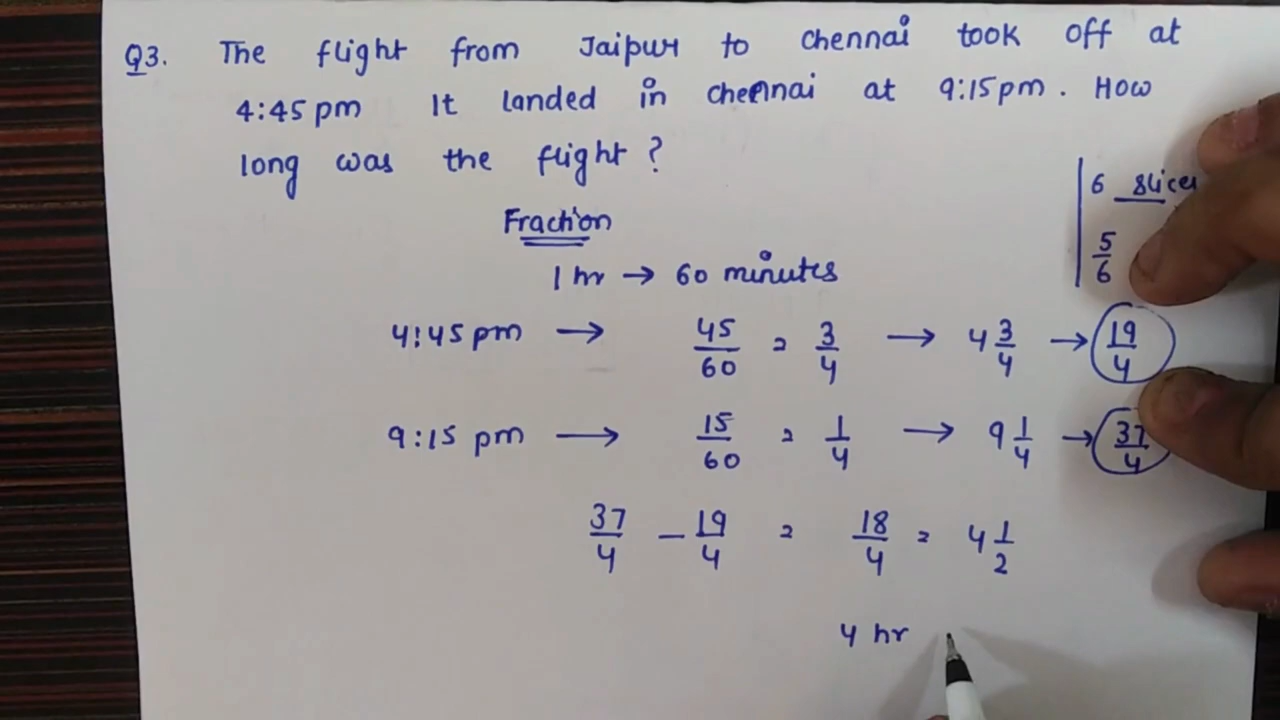 Q3. The flight from Jaipur to Chennai took off at
4:45 pm It landed in chennai at 9:15pm. How
long was the flight?
6 slices
5/6
Fraction
1 hr → 60 minutes
4:45 pm → 45/60 = 3/4 → 4 3/4 → 19/4
9:15 pm → 15/60 = 1/4 → 9 1/4 → 37/4
37/4 - 19/4 = 18/4 = 4 1/2
4 hr